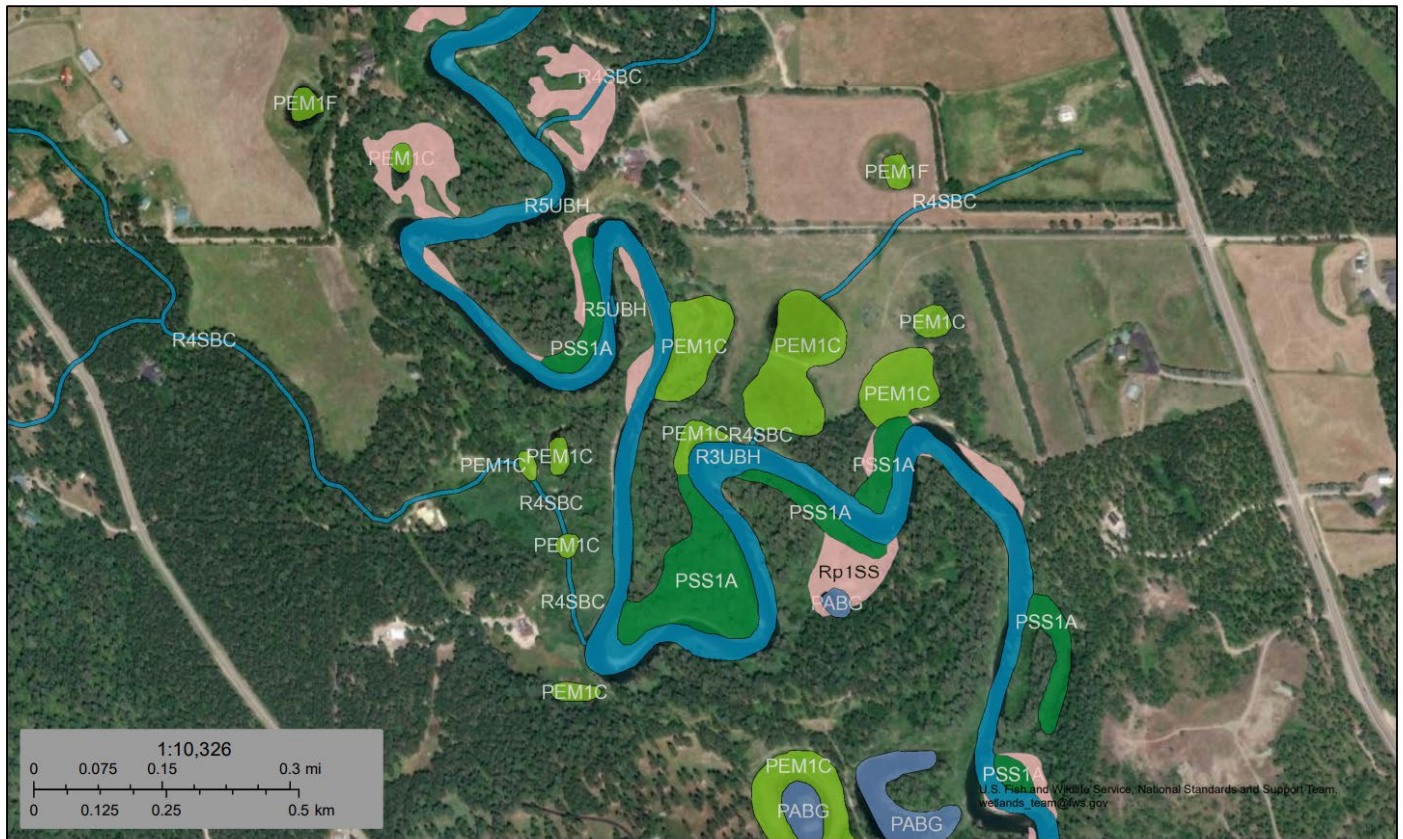 R4SBC
PEM1F
PEM1C
PEM1F
R4SBC
R5UBH
R5UBH
R4SBC
PSS1A
PEM1C
PEM1C
PEM1C
PEM1C
PEM1C
R4SBC
R3UBH
PEM1C
PEM1C
PSS1A
R4SBC
PSS1A
PEM1C
Rp1SS
PSS1A
R4SBC
PABG
PSS1A
PEM1C
PEM1C
PABG
PABG
PSS1A
1:10,326
0 0.075 0.15 0.3 mi
0 0.125 0.25 0.5 km
U.S. Fish and Wildlife Service, National Standards and Support Team,
wetlands_team@fws.gov